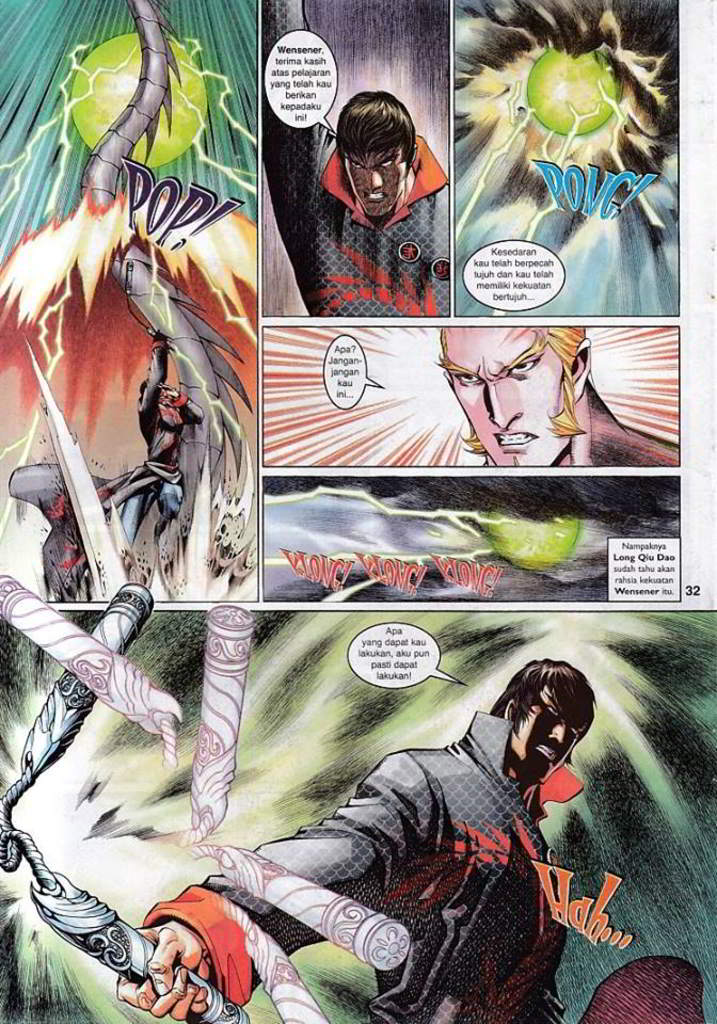 POP!
Wensener,
terima kasih
atas pelajaran
yang telah kau
berikan
kepadaku
ini!
PONG!
Kesedaran
kau telah berpecah
tujuh dan kau telah
memiliki kekuatan
bertujuh...
Apa?
Jangan-
jangan
kau
ini...
KLONG! KLONG! KLONG!
Nampaknya
Long Qiu Dao
sudah tahu akan
rahsia kekuatan
Wensener itu.
32
Apa
yang dapat kau
lakukan, aku pun
pasti dapat
lakukan!
Hah...